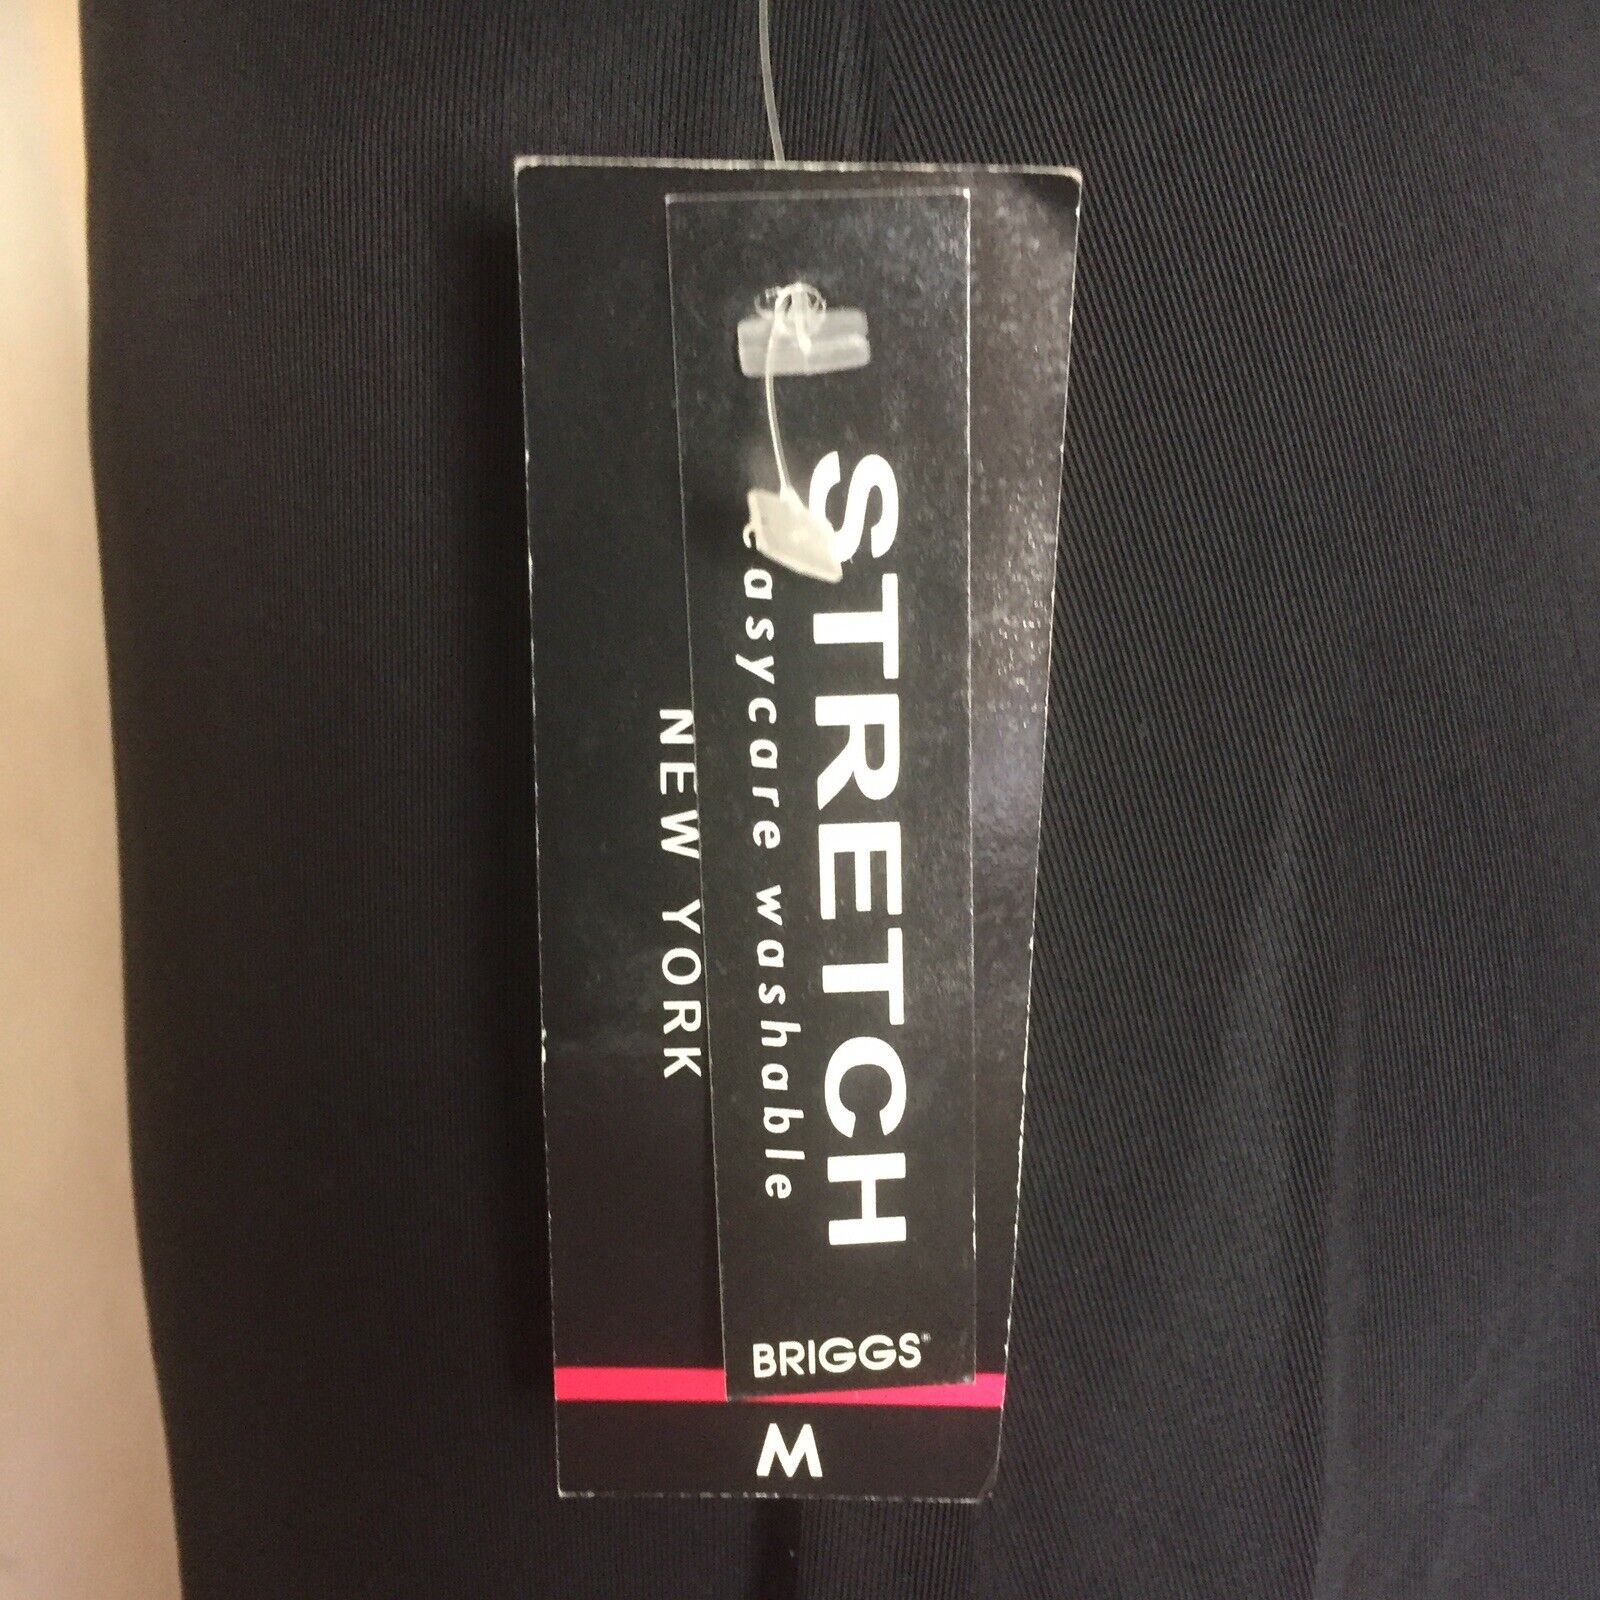 STRETCH
easycare washable
NEW YORK
BRIGGS®
M